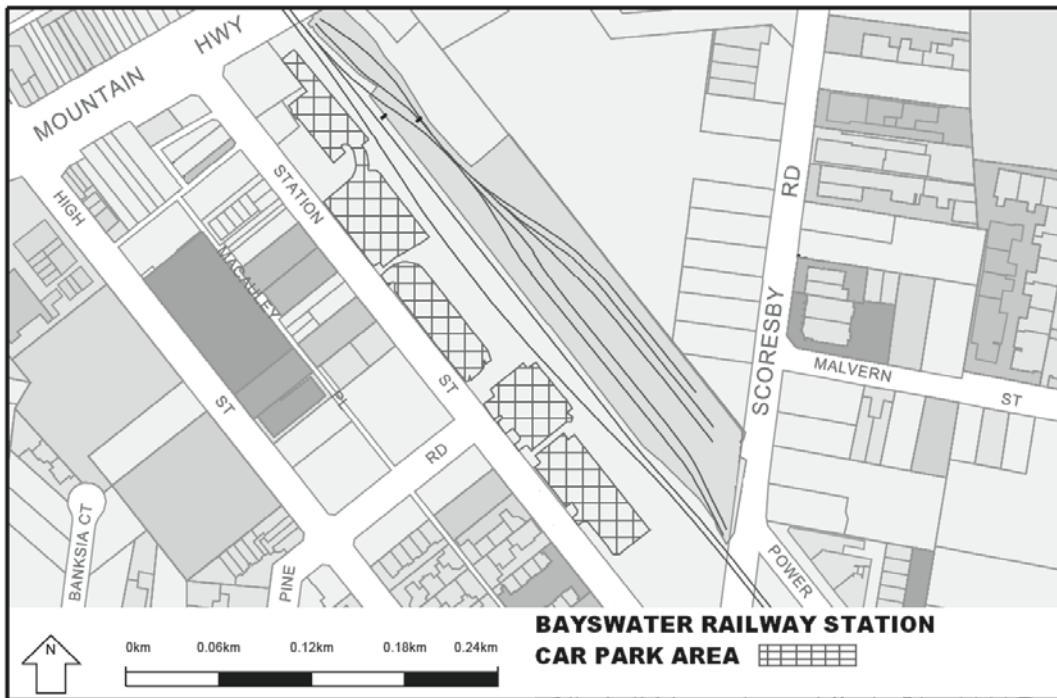 MOUNTAIN HWY
HIGH
ST
STATION
ST
MACAULEY
PL
RD
BANKSIA CT
PINE
SCORESBY
RD
MALVERN
ST
POWER
N
0km 0.06km 0.12km 0.18km 0.24km
BAYSWATER RAILWAY STATION
CAR PARK AREA